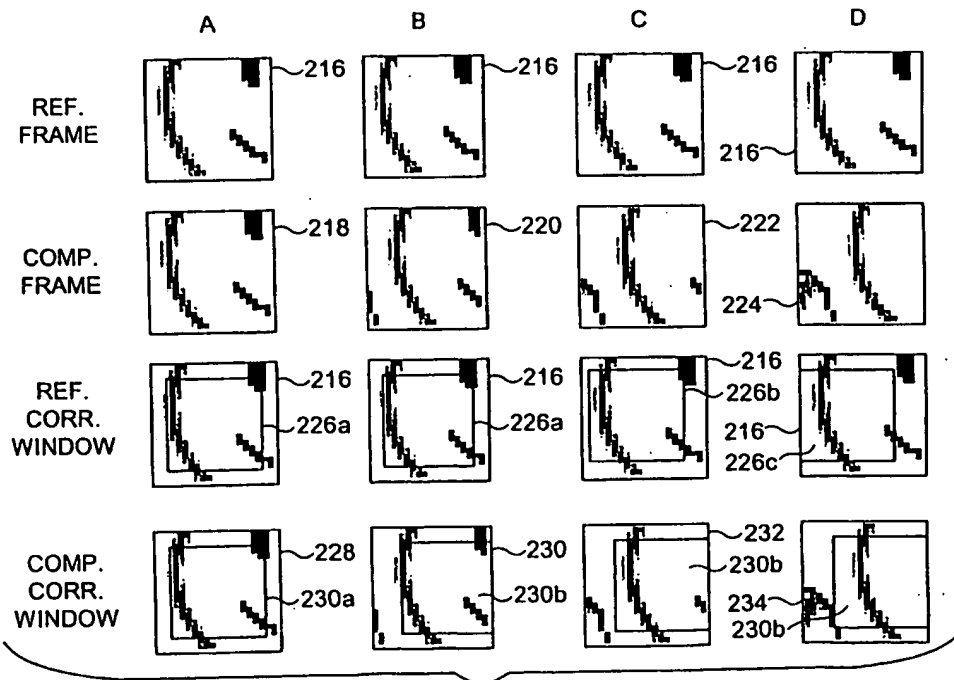 A B C D
REF.
FRAME
216 216 216 216
COMP.
FRAME
218 220 222 224
REF.
CORR.
WINDOW
216 226a 216 226a 216 226b 216 226c
COMP.
CORR.
WINDOW
228 230a 230 230b 232 230b 234 230b